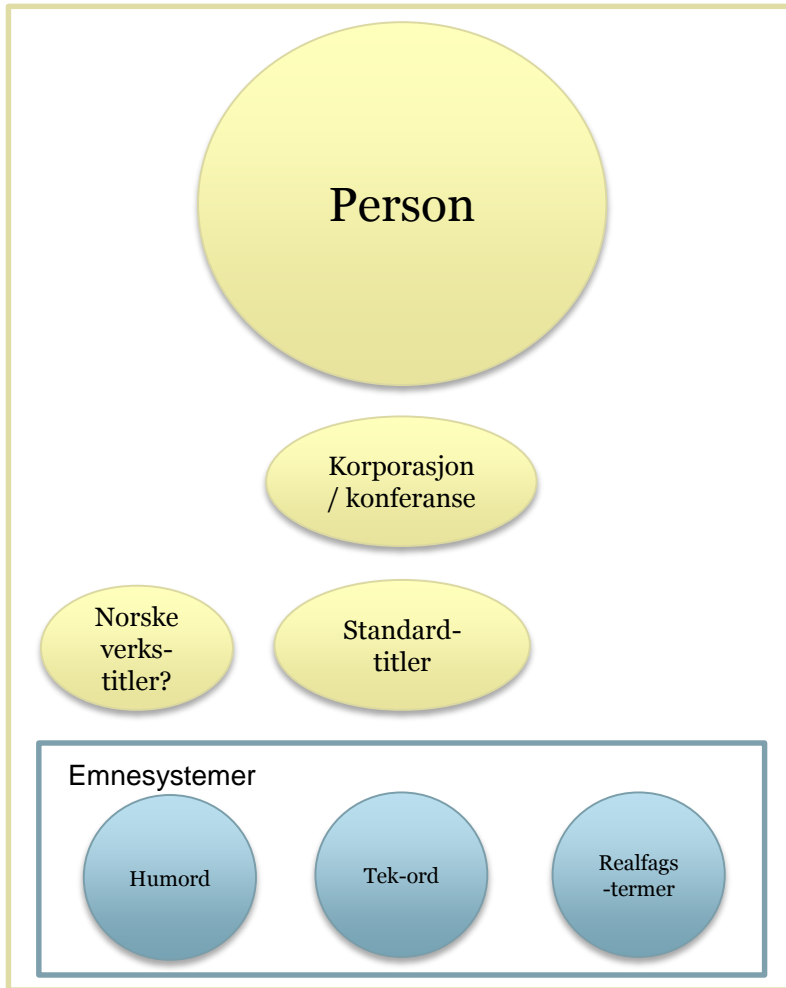 Person
Korporasjon
/ konferanse
Norske
verks-
titler?
Standard-
titler
Emnesystemer
Humord
Tek-ord
Realfags
-termer